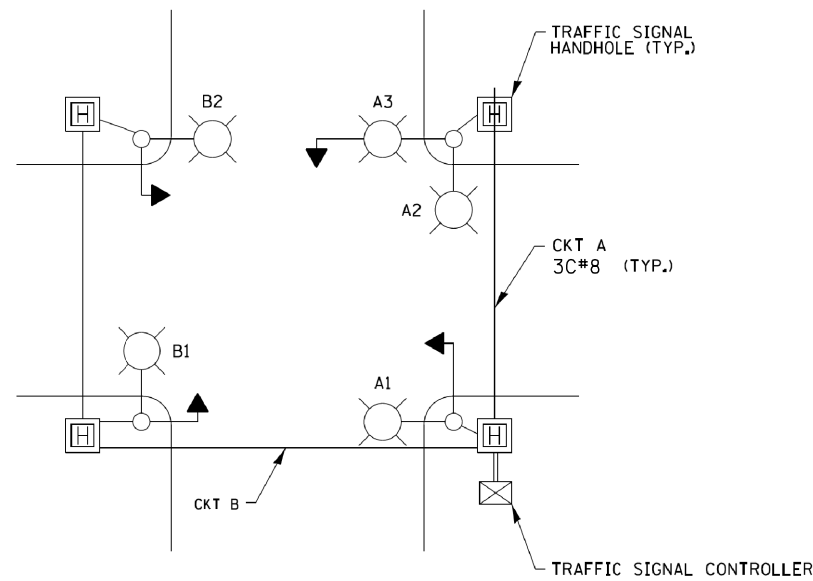 TRAFFIC SIGNAL
HANDHOLE (TYP.)
H
B2
A3
H
A2
CKT A
3C#8 (TYP.)
B1
A1
H
H
CKT B
TRAFFIC SIGNAL CONTROLLER